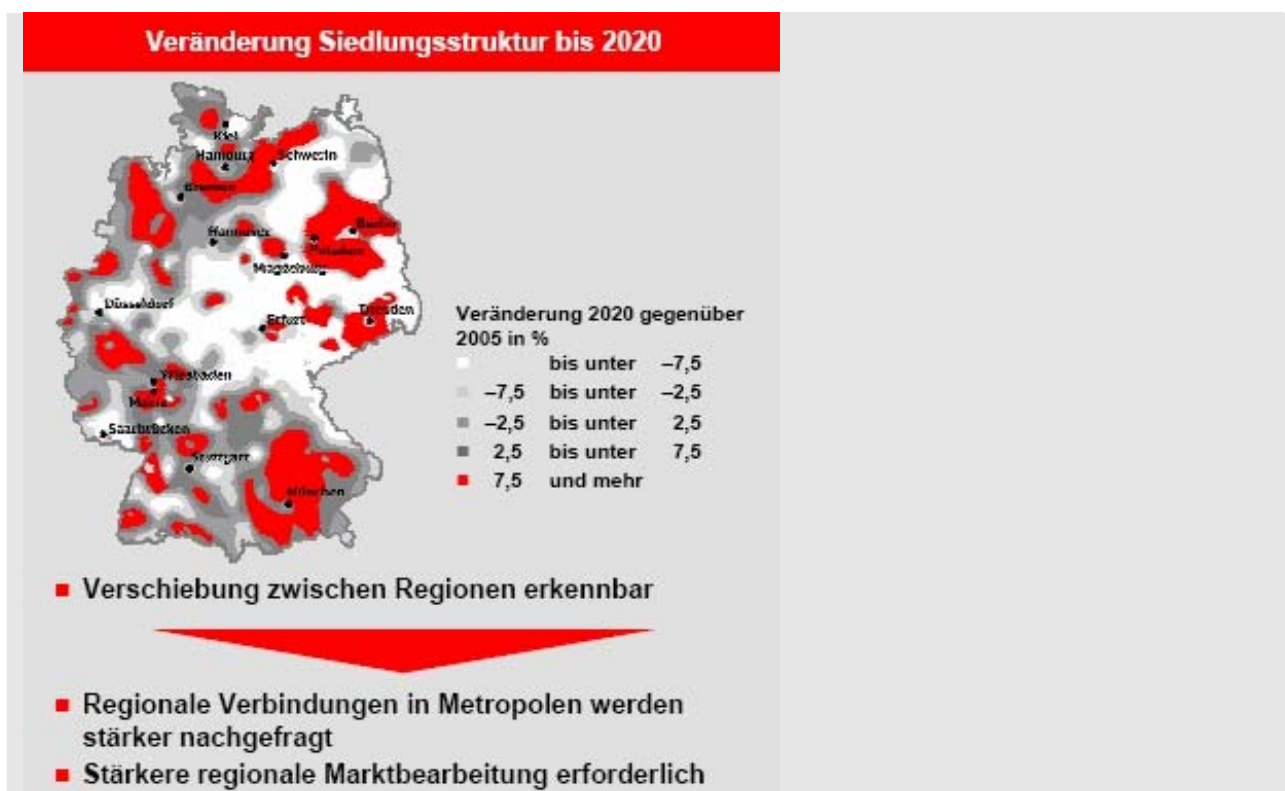 Veränderung Siedlungsstruktur bis 2020
Kiel
Hamburg
Schwerin
Bremen
Hannover
Berlin
Potsdam
Magdeburg
Düsseldorf
Erfurt
Dresden
Wiesbaden
Mainz
Saarbrücken
Stuttgart
München
Veränderung 2020 gegenüber
2005 in %
bis unter –7,5
–7,5 bis unter –2,5
–2,5 bis unter 2,5
2,5 bis unter 7,5
7,5 und mehr
Verschiebung zwischen Regionen erkennbar
Regionale Verbindungen in Metropolen werden
stärker nachgefragt
Stärkere regionale Marktbearbeitung erforderlich